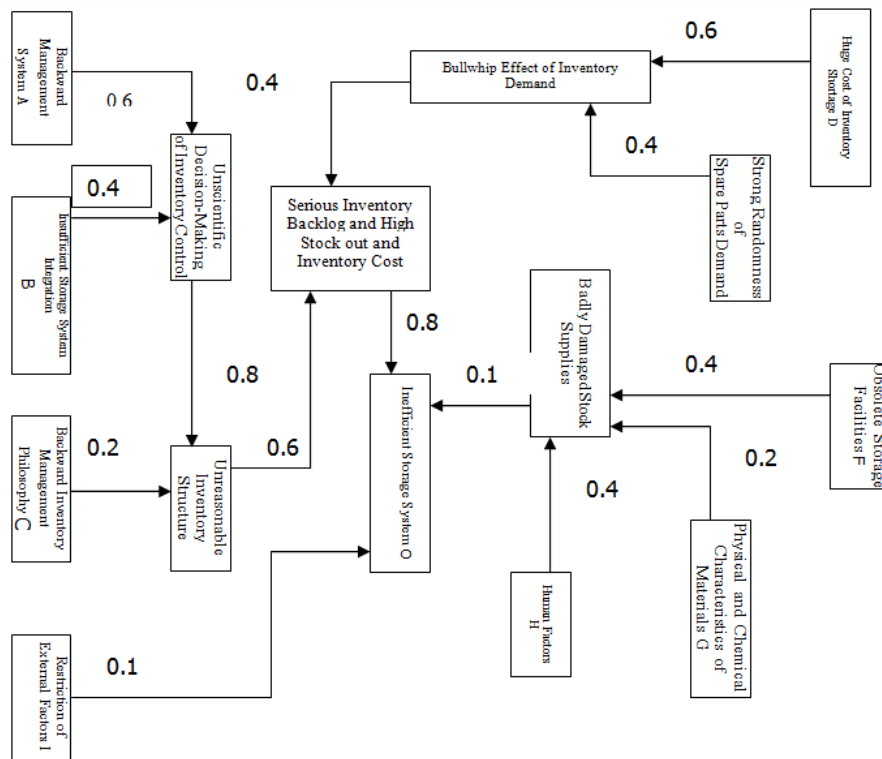 Backward
Management
System A
0.6
0.4
Bullwhip Effect of Inventory
Demand
0.6
Huge Cost of Inventory
Shortage D
Unscientific
Decision-Making
of Inventory Control
0.4
Insufficient Storage System
Integration
B
Serious Inventory
Backlog and High
Stock out and
Inventory Cost
0.4
Strong Randomness
of
Spare Parts Demand
0.8
0.8
Badly Damaged Stock
Supplies
0.1
0.4
Obsolete Storage
Facilities F
Backward Inventory
Management
Philosophy C
0.2
Unreasonable
Inventory
Structure
0.6
Inefficient Storage System O
0.4
0.2
Physical and Chemical
Characteristics of
Materials G
Human Factors
H
Restriction of
External Factors I
0.1